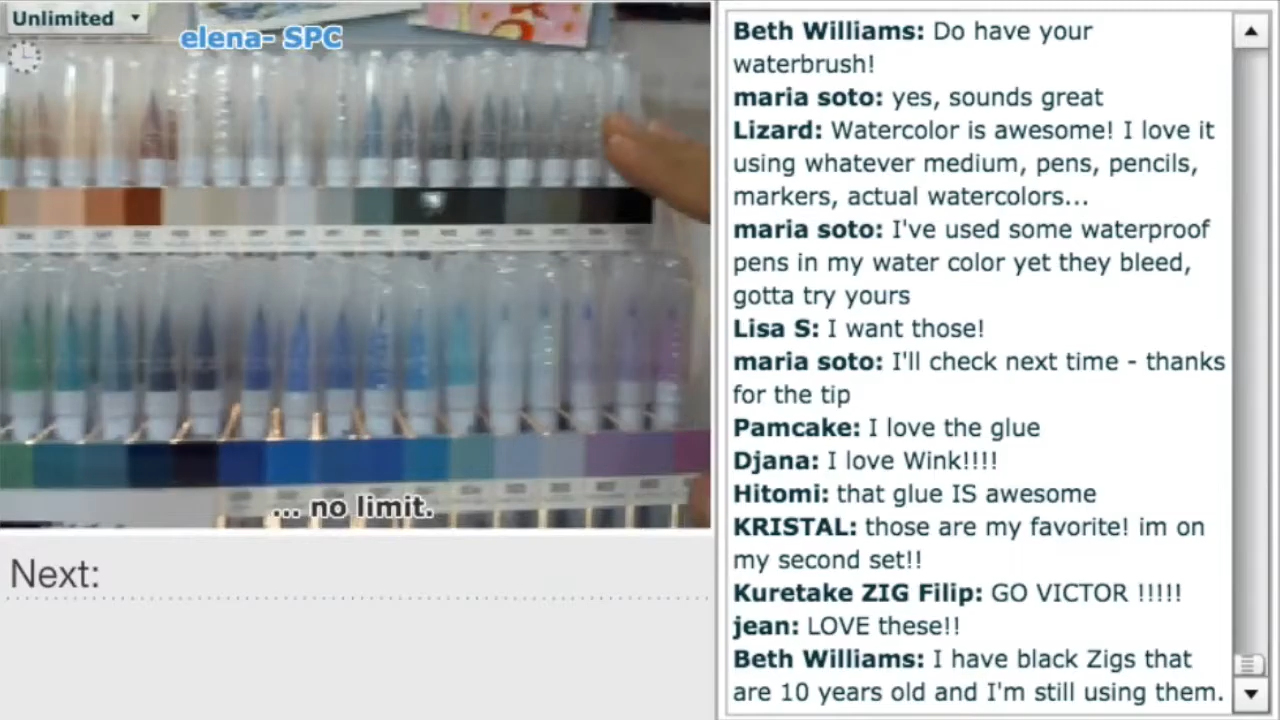 Unlimited
elena- SPC
... no limit.
Next:
Beth Williams: Do have your
waterbrush!
maria soto: yes, sounds great
Lizard: Watercolor is awesome! I love it
using whatever medium, pens, pencils,
markers, actual watercolors...
maria soto: I've used some waterproof
pens in my water color yet they bleed,
gotta try yours
Lisa S: I want those!
maria soto: I'll check next time - thanks
for the tip
Pamcake: I love the glue
Djana: I love Wink!!!!
Hitomi: that glue IS awesome
KRISTAL: those are my favorite! im on
my second set!!
Kuretake ZIG Filip: GO VICTOR !!!!!
jean: LOVE these!!
Beth Williams: I have black Zigs that
are 10 years old and I'm still using them.